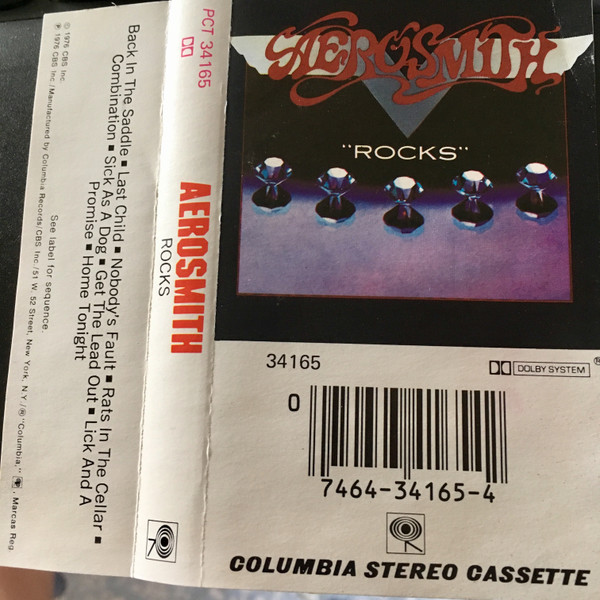 © 1976 CBS Inc.
℗ 1976 CBS Inc./Manufactured by Columbia Records/CBS Inc./51 W. 52 Street, New York, N.Y./® "Columbia," , Marcas Reg.
See label for sequence.
Back In The Saddle ■ Last Child ■ Nobody's Fault ■ Rats In The Cellar ■
Combination ■ Sick As A Dog ■ Get The Lead Out ■ Lick And A
Promise ■ Home Tonight
PCT 34165
AEROSMITH
ROCKS
AEROSMITH
"ROCKS"
34165
DOLBY SYSTEM ®
0
7464-34165-4
COLUMBIA STEREO CASSETTE